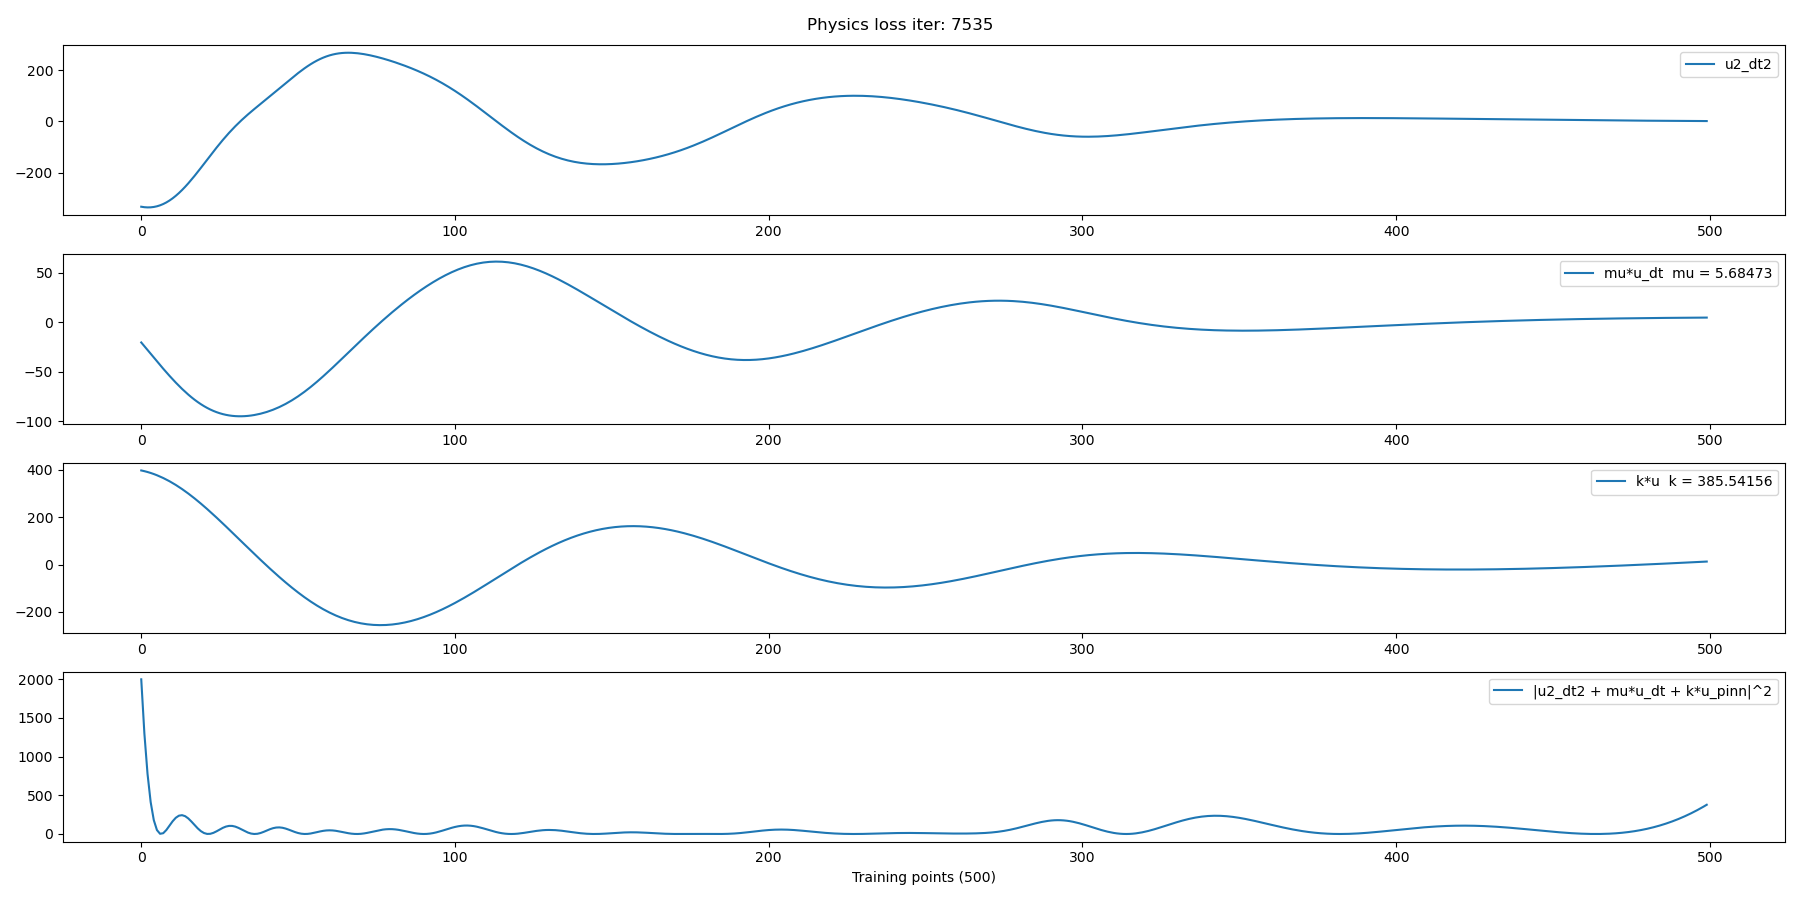 Physics loss iter: 7535
200
0
−200
u2_dt2
0 100 200 300 400 500
50
0
−50
−100
mu*u_dt  mu = 5.68473
0 100 200 300 400 500
400
200
0
−200
k*u  k = 385.54156
0 100 200 300 400 500
2000
1500
1000
500
0
|u2_dt2 + mu*u_dt + k*u_pinn|^2
0 100 200 300 400 500
Training points (500)